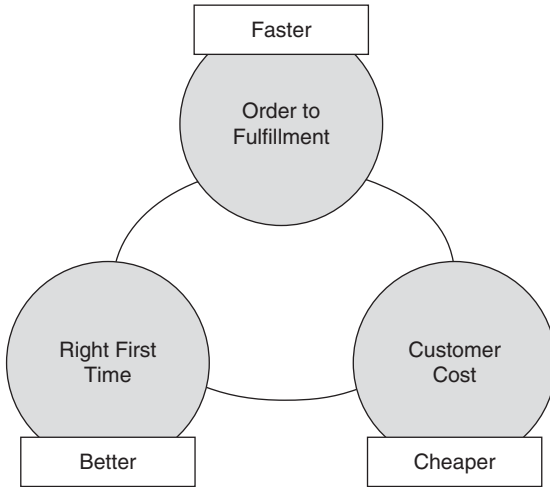 Faster
Order to
Fulfillment
Right First
Time
Customer
Cost
Better
Cheaper